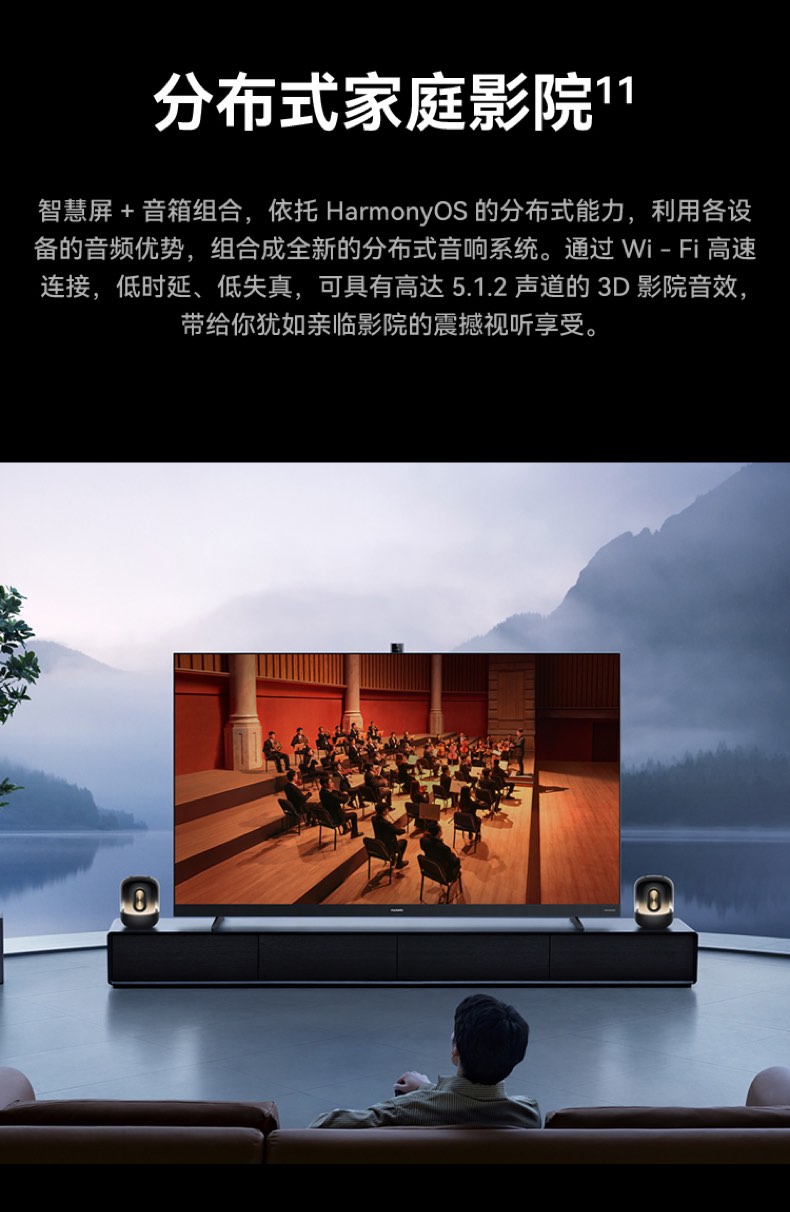 分布式家庭影院11
智慧屏 + 音箱组合，依托 HarmonyOS 的分布式能力，利用各设
备的音频优势，组合成全新的分布式音响系统。通过 Wi - Fi 高速
连接，低时延、低失真，可具有高达 5.1.2 声道的 3D 影院音效，
带给你犹如亲临影院的震撼视听享受。
HUAWEI